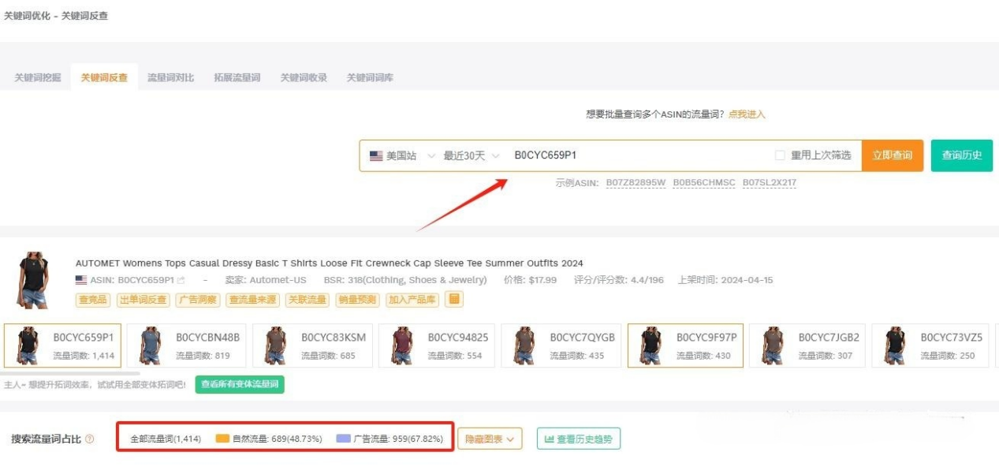 关键词优化 - 关键词反查
关键词挖掘 关键词反查 流量词对比 拓展流量词 关键词收录 关键词词库
想要批量查询多个ASIN的流量词？点我进入
美国站 最近30天 B0CYC659P1 重用上次筛选 立即查询 查询历史
示例ASIN: B07Z82895W B0B56CHMSC B07SL2X217
AUTOMET Womens Tops Casual Dressy Basic T Shirts Loose Fit Crewneck Cap Sleeve Tee Summer Outfits 2024
ASIN: B0CYC659P1 - 卖家: Automet-US BSR: 318(Clothing, Shoes & Jewelry) 价格: $17.99 评分/评分数: 4.4/196 上架时间: 2024-04-15
查竞品 出单词反查 广告洞察 查流量来源 关联流量 销量预测 加入产品库
B0CYC659P1 B0CYCBN48B B0CYC83KSM B0CYC94825 B0CYC7QYGB B0CYC9F97P B0CYC7JGB2 B0CYC73VZ5
流量词数: 1,414 流量词数: 819 流量词数: 685 流量词数: 554 流量词数: 435 流量词数: 430 流量词数: 307 流量词数: 250
主人~ 想提升拓词效率，试试用全部变体拓词吧! 查看所有变体流量词
搜索流量词占比 全部流量词(1,414) 自然流量: 689(48.73%) 广告流量: 959(67.82%) 隐藏图表 查看历史趋势